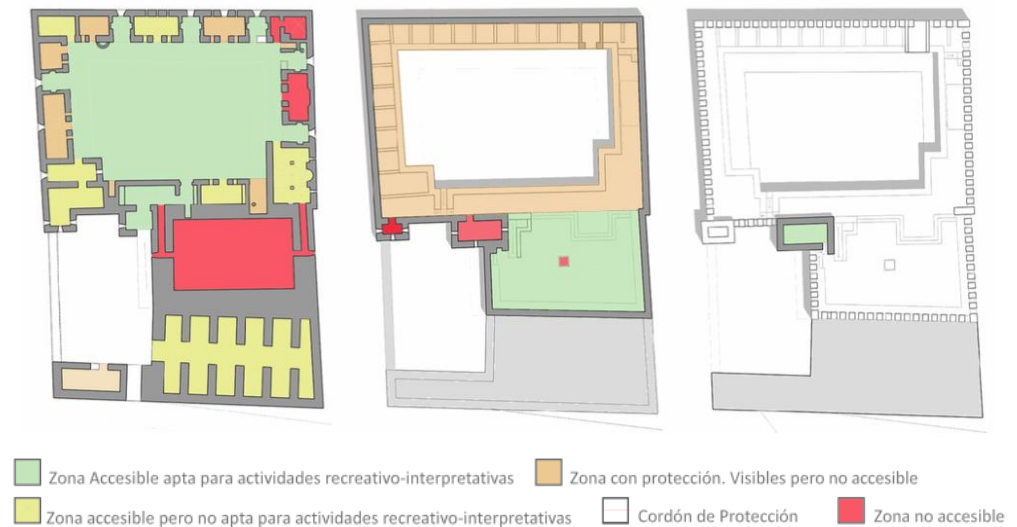 Zona Accesible apta para actividades recreativo-interpretativas
Zona con protección. Visibles pero no accesible
Zona accesible pero no apta para actividades recreativo-interpretativas
Cordón de Protección
Zona no accesible